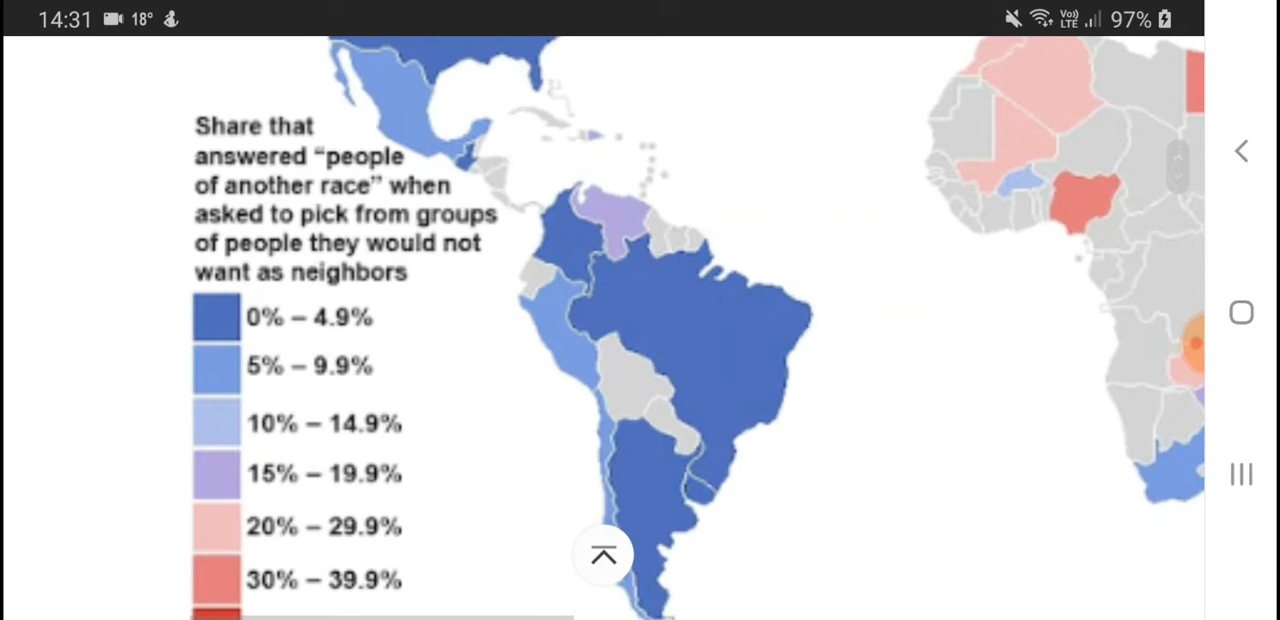 14:31 18° Vo)) LTE 97%
Share that
answered “people
of another race” when
asked to pick from groups
of people they would not
want as neighbors
0% – 4.9%
5% – 9.9%
10% – 14.9%
15% – 19.9%
20% – 29.9%
30% – 39.9%